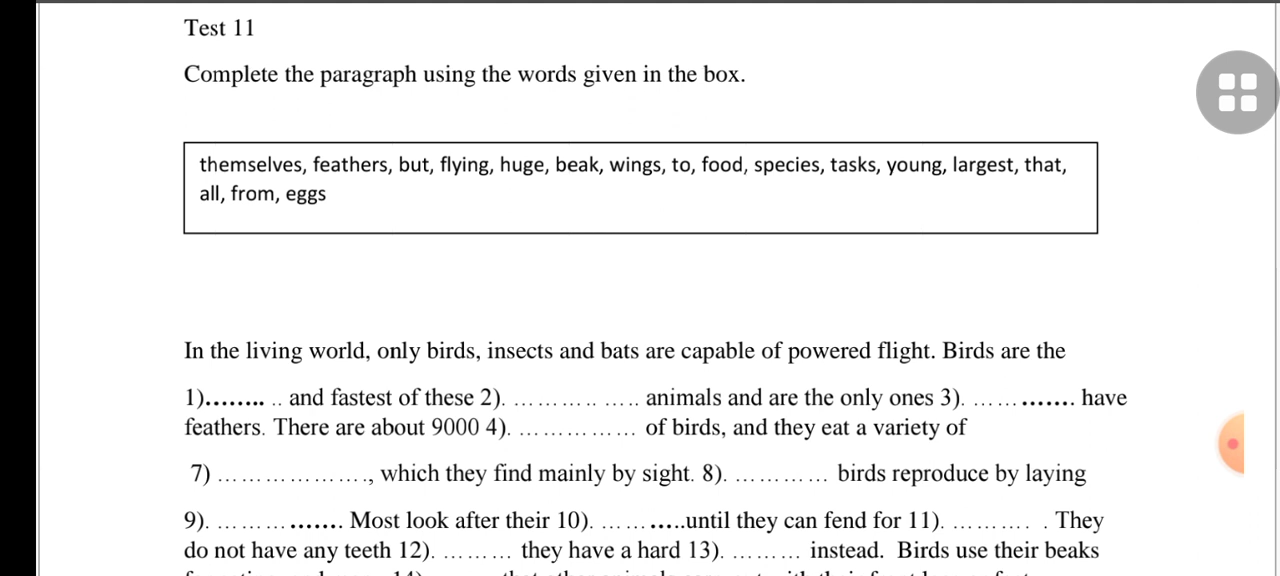 Test 11
Complete the paragraph using the words given in the box.
themselves, feathers, but, flying, huge, beak, wings, to, food, species, tasks, young, largest, that,
all, from, eggs
In the living world, only birds, insects and bats are capable of powered flight. Birds are the
1)........ .. and fastest of these 2). ……….. ….. animals and are the only ones 3). ……....... have
feathers. There are about 9000 4). …………… of birds, and they eat a variety of
7) ………………., which they find mainly by sight. 8). ………… birds reproduce by laying
9). ………....... Most look after their 10). …….....until they can fend for 11). ………. . They
do not have any teeth 12). ……… they have a hard 13). ……… instead. Birds use their beaks